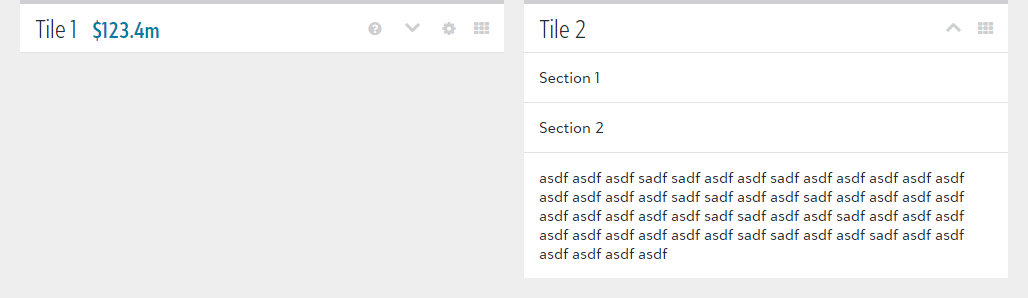 Tile 1 $123.4m
Tile 2
Section 1
Section 2
asdf asdf asdf sadf sadf asdf asdf sadf asdf asdf asdf asdf asdf
asdf asdf asdf asdf sadf sadf asdf asdf sadf asdf asdf asdf asdf
asdf asdf asdf asdf asdf sadf sadf asdf asdf sadf asdf asdf asdf
asdf asdf asdf asdf asdf asdf sadf sadf asdf asdf sadf asdf asdf
asdf asdf asdf asdf